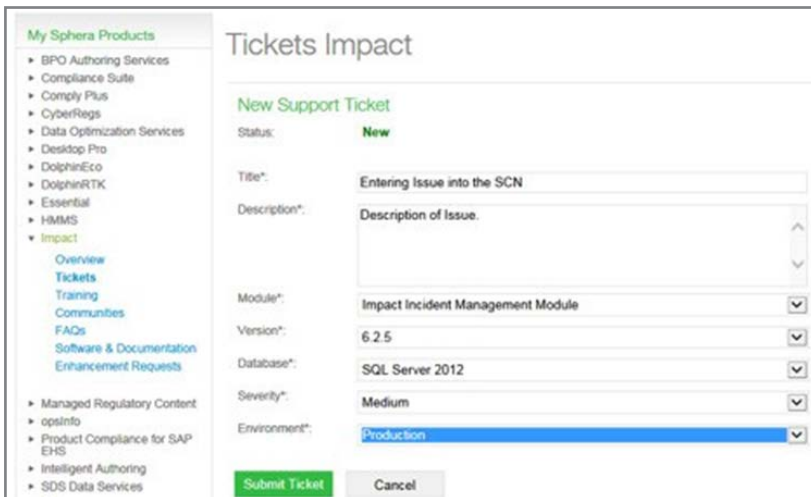 My Sphera Products
BPO Authoring Services
Compliance Suite
Comply Plus
CyberRegs
Data Optimization Services
Desktop Pro
DolphinEco
DolphinRTK
Essential
HMMS
Impact
Overview
Tickets
Training
Communities
FAQs
Software & Documentation
Enhancement Requests
Managed Regulatory Content
opsInfo
Product Compliance for SAP
EHS
Intelligent Authoring
SDS Data Services
Tickets Impact
New Support Ticket
Status: New
Title*: Entering Issue into the SCN
Description*: Description of Issue.
Module*: Impact Incident Management Module
Version*: 6.2.5
Database*: SQL Server 2012
Severity*: Medium
Environment*: Production
Submit Ticket Cancel